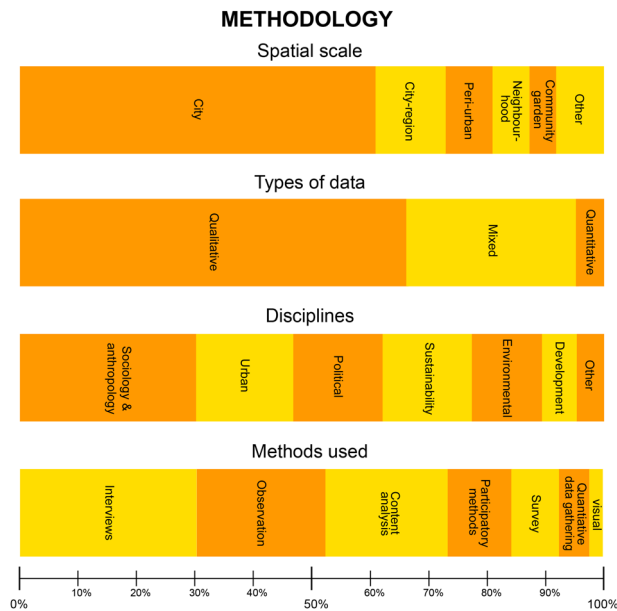 METHODOLOGY
Spatial scale
City
City-region
Peri-urban
Neighbour-
hood
Community
garden
Other
Types of data
Qualitative
Mixed
Quantitative
Disciplines
Sociology &
anthropology
Urban
Political
Sustainability
Environmental
Development
Other
Methods used
Interviews
Observation
Content
analysis
Participatory
methods
Survey
Quantiative
data gathering
visual
0% 10% 20% 30% 40% 50% 60% 70% 80% 90% 100%